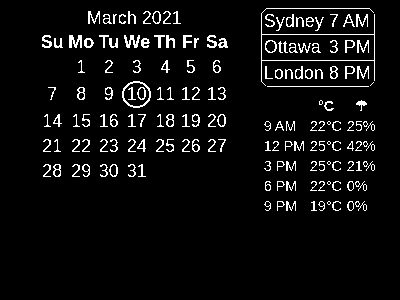 March 2021
Su Mo Tu We Th Fr Sa
1 2 3 4 5 6
7 8 9 10 11 12 13
14 15 16 17 18 19 20
21 22 23 24 25 26 27
28 29 30 31
Sydney 7 AM
Ottawa 3 PM
London 8 PM
°C ☂
9 AM 22°C 25%
12 PM 25°C 42%
3 PM 25°C 21%
6 PM 22°C 0%
9 PM 19°C 0%